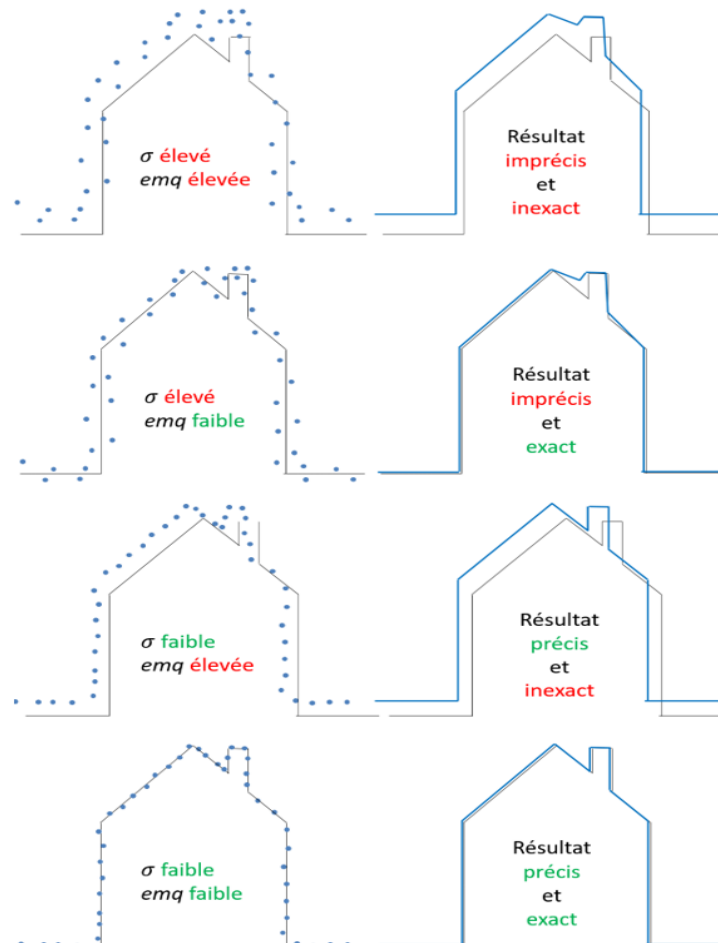 σ élevé
emq élevée
Résultat
imprécis
et
inexact
σ élevé
emq faible
Résultat
imprécis
et
exact
σ faible
emq élevée
Résultat
précis
et
inexact
σ faible
emq faible
Résultat
précis
et
exact